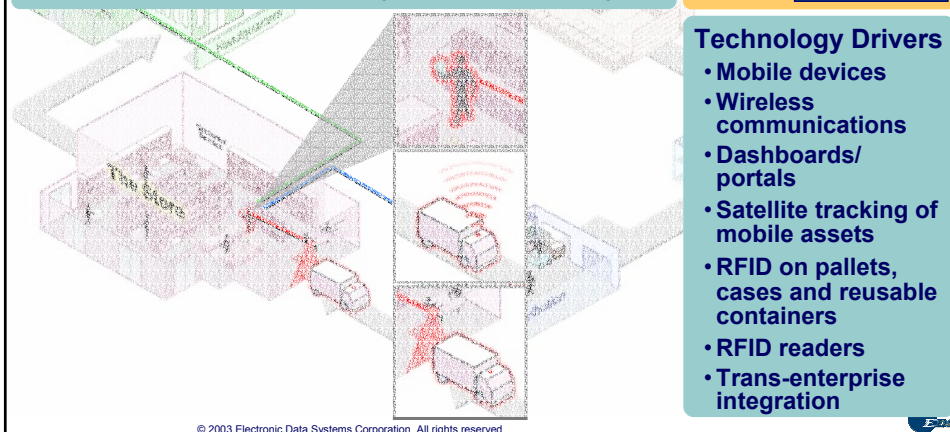 The Store
Technology Drivers
• Mobile devices
• Wireless
communications
• Dashboards/
portals
• Satellite tracking of
mobile assets
• RFID on pallets,
cases and reusable
containers
• RFID readers
• Trans-enterprise
integration
© 2003 Electronic Data Systems Corporation. All rights reserved